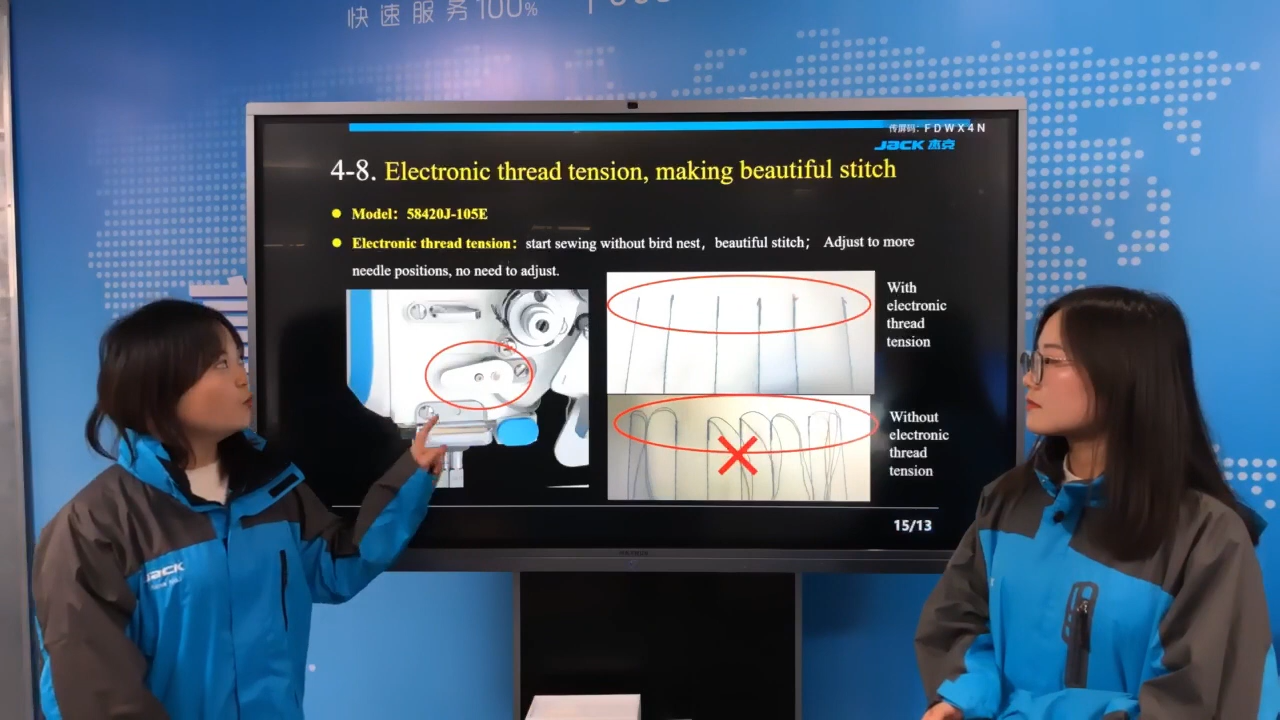 快速服务100%
传屏码: FDWX4N
JACK 杰克
4-8. Electronic thread tension, making beautiful stitch
Model: 58420J-105E
Electronic thread tension: start sewing without bird nest, beautiful stitch; Adjust to more
needle positions, no need to adjust.
With
electronic
thread
tension
Without
electronic
thread
tension
15/13
JACK